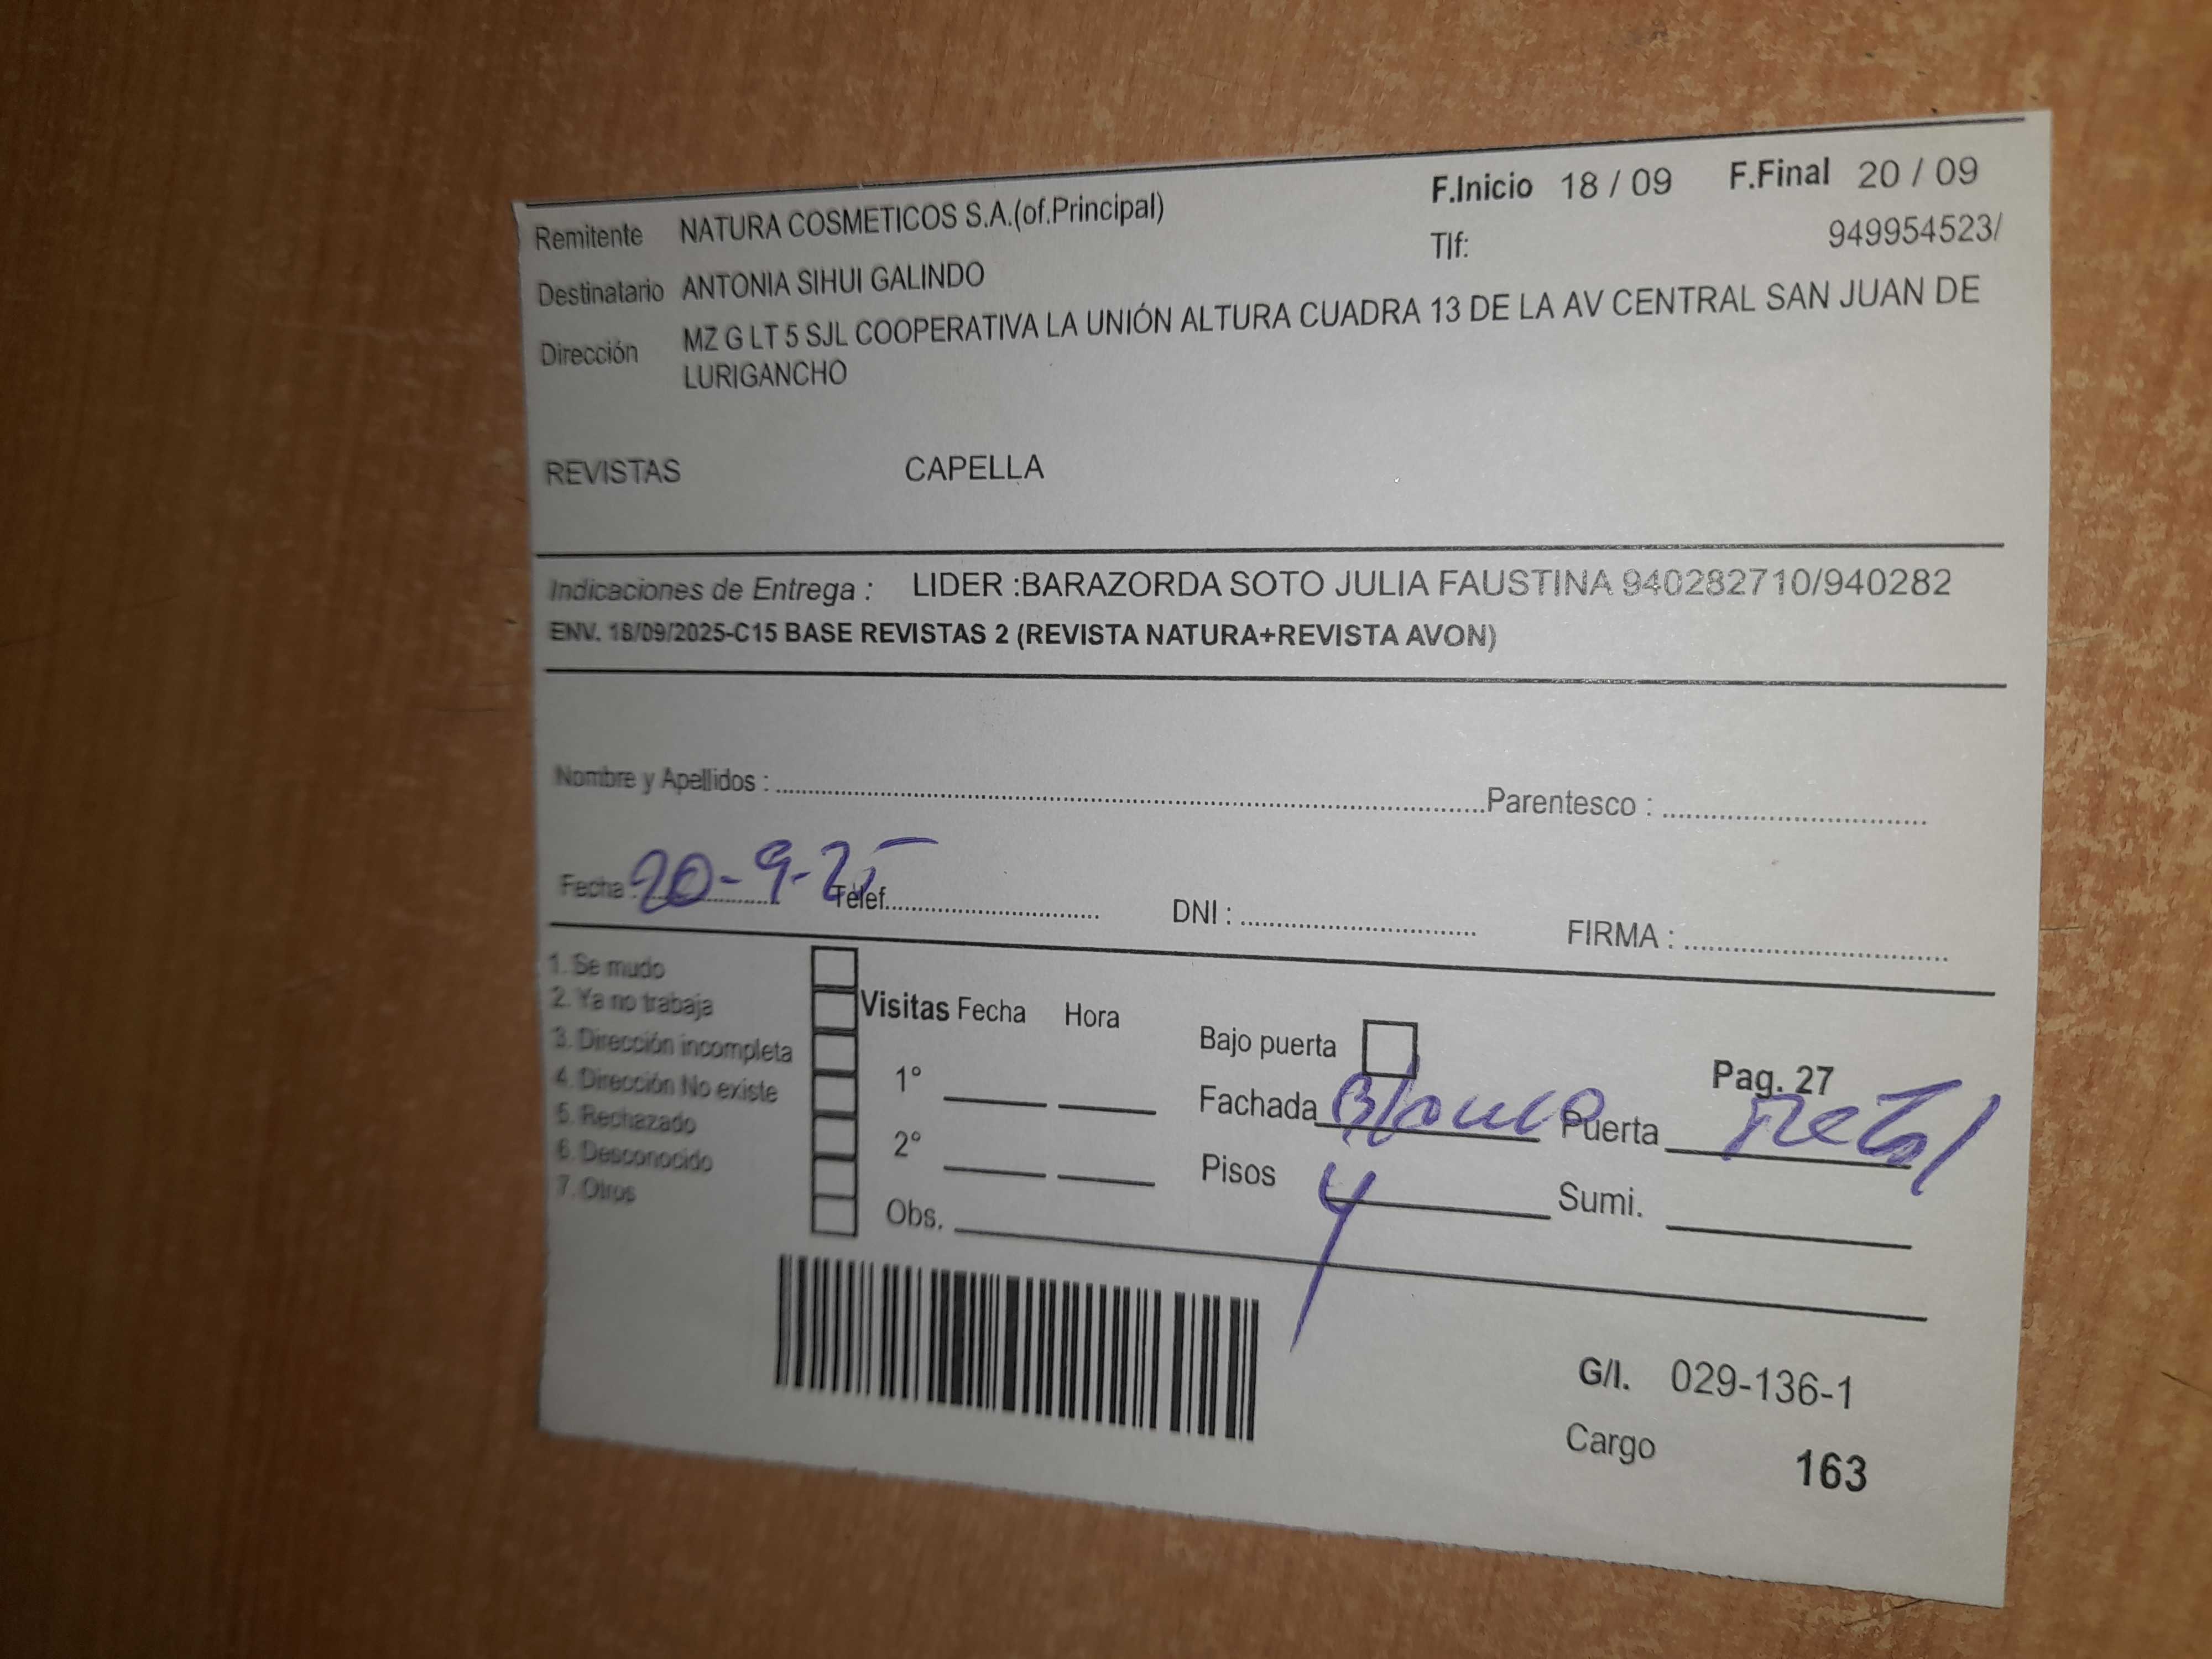 Remitente NATURA COSMETICOS S.A.(of.Principal) F.Inicio 18 / 09 F.Final 20 / 09
Tlf: 949954523/
Destinatario ANTONIA SIHUI GALINDO
Dirección MZ G LT 5 SJL COOPERATIVA LA UNIÓN ALTURA CUADRA 13 DE LA AV CENTRAL SAN JUAN DE
LURIGANCHO
REVISTAS CAPELLA
Indicaciones de Entrega : LIDER :BARAZORDA SOTO JULIA FAUSTINA 940282710/940282
ENV. 18/09/2025-C15 BASE REVISTAS 2 (REVISTA NATURA+REVISTA AVON)
Nombre y Apellidos : Parentesco :
Fecha : 20-9-25 Telef. DNI : FIRMA :
1. Se mudo
2. Ya no trabaja
3. Dirección incompleta
4. Dirección No existe
5. Rechazado
6. Desconocido
7. Otros
Visitas Fecha Hora
1°
2°
Obs.
Bajo puerta Pag. 27
Fachada Blanco Puerta Metal
Pisos 4 Sumi.
G/I. 029-136-1
Cargo 163